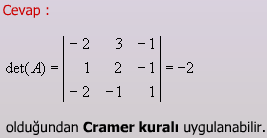 Cevap :
-2 3 -1
det(A) = | 1 2 -1 | = -2
-2 -1 1
olduğundan Cramer kuralı uygulanabilir.